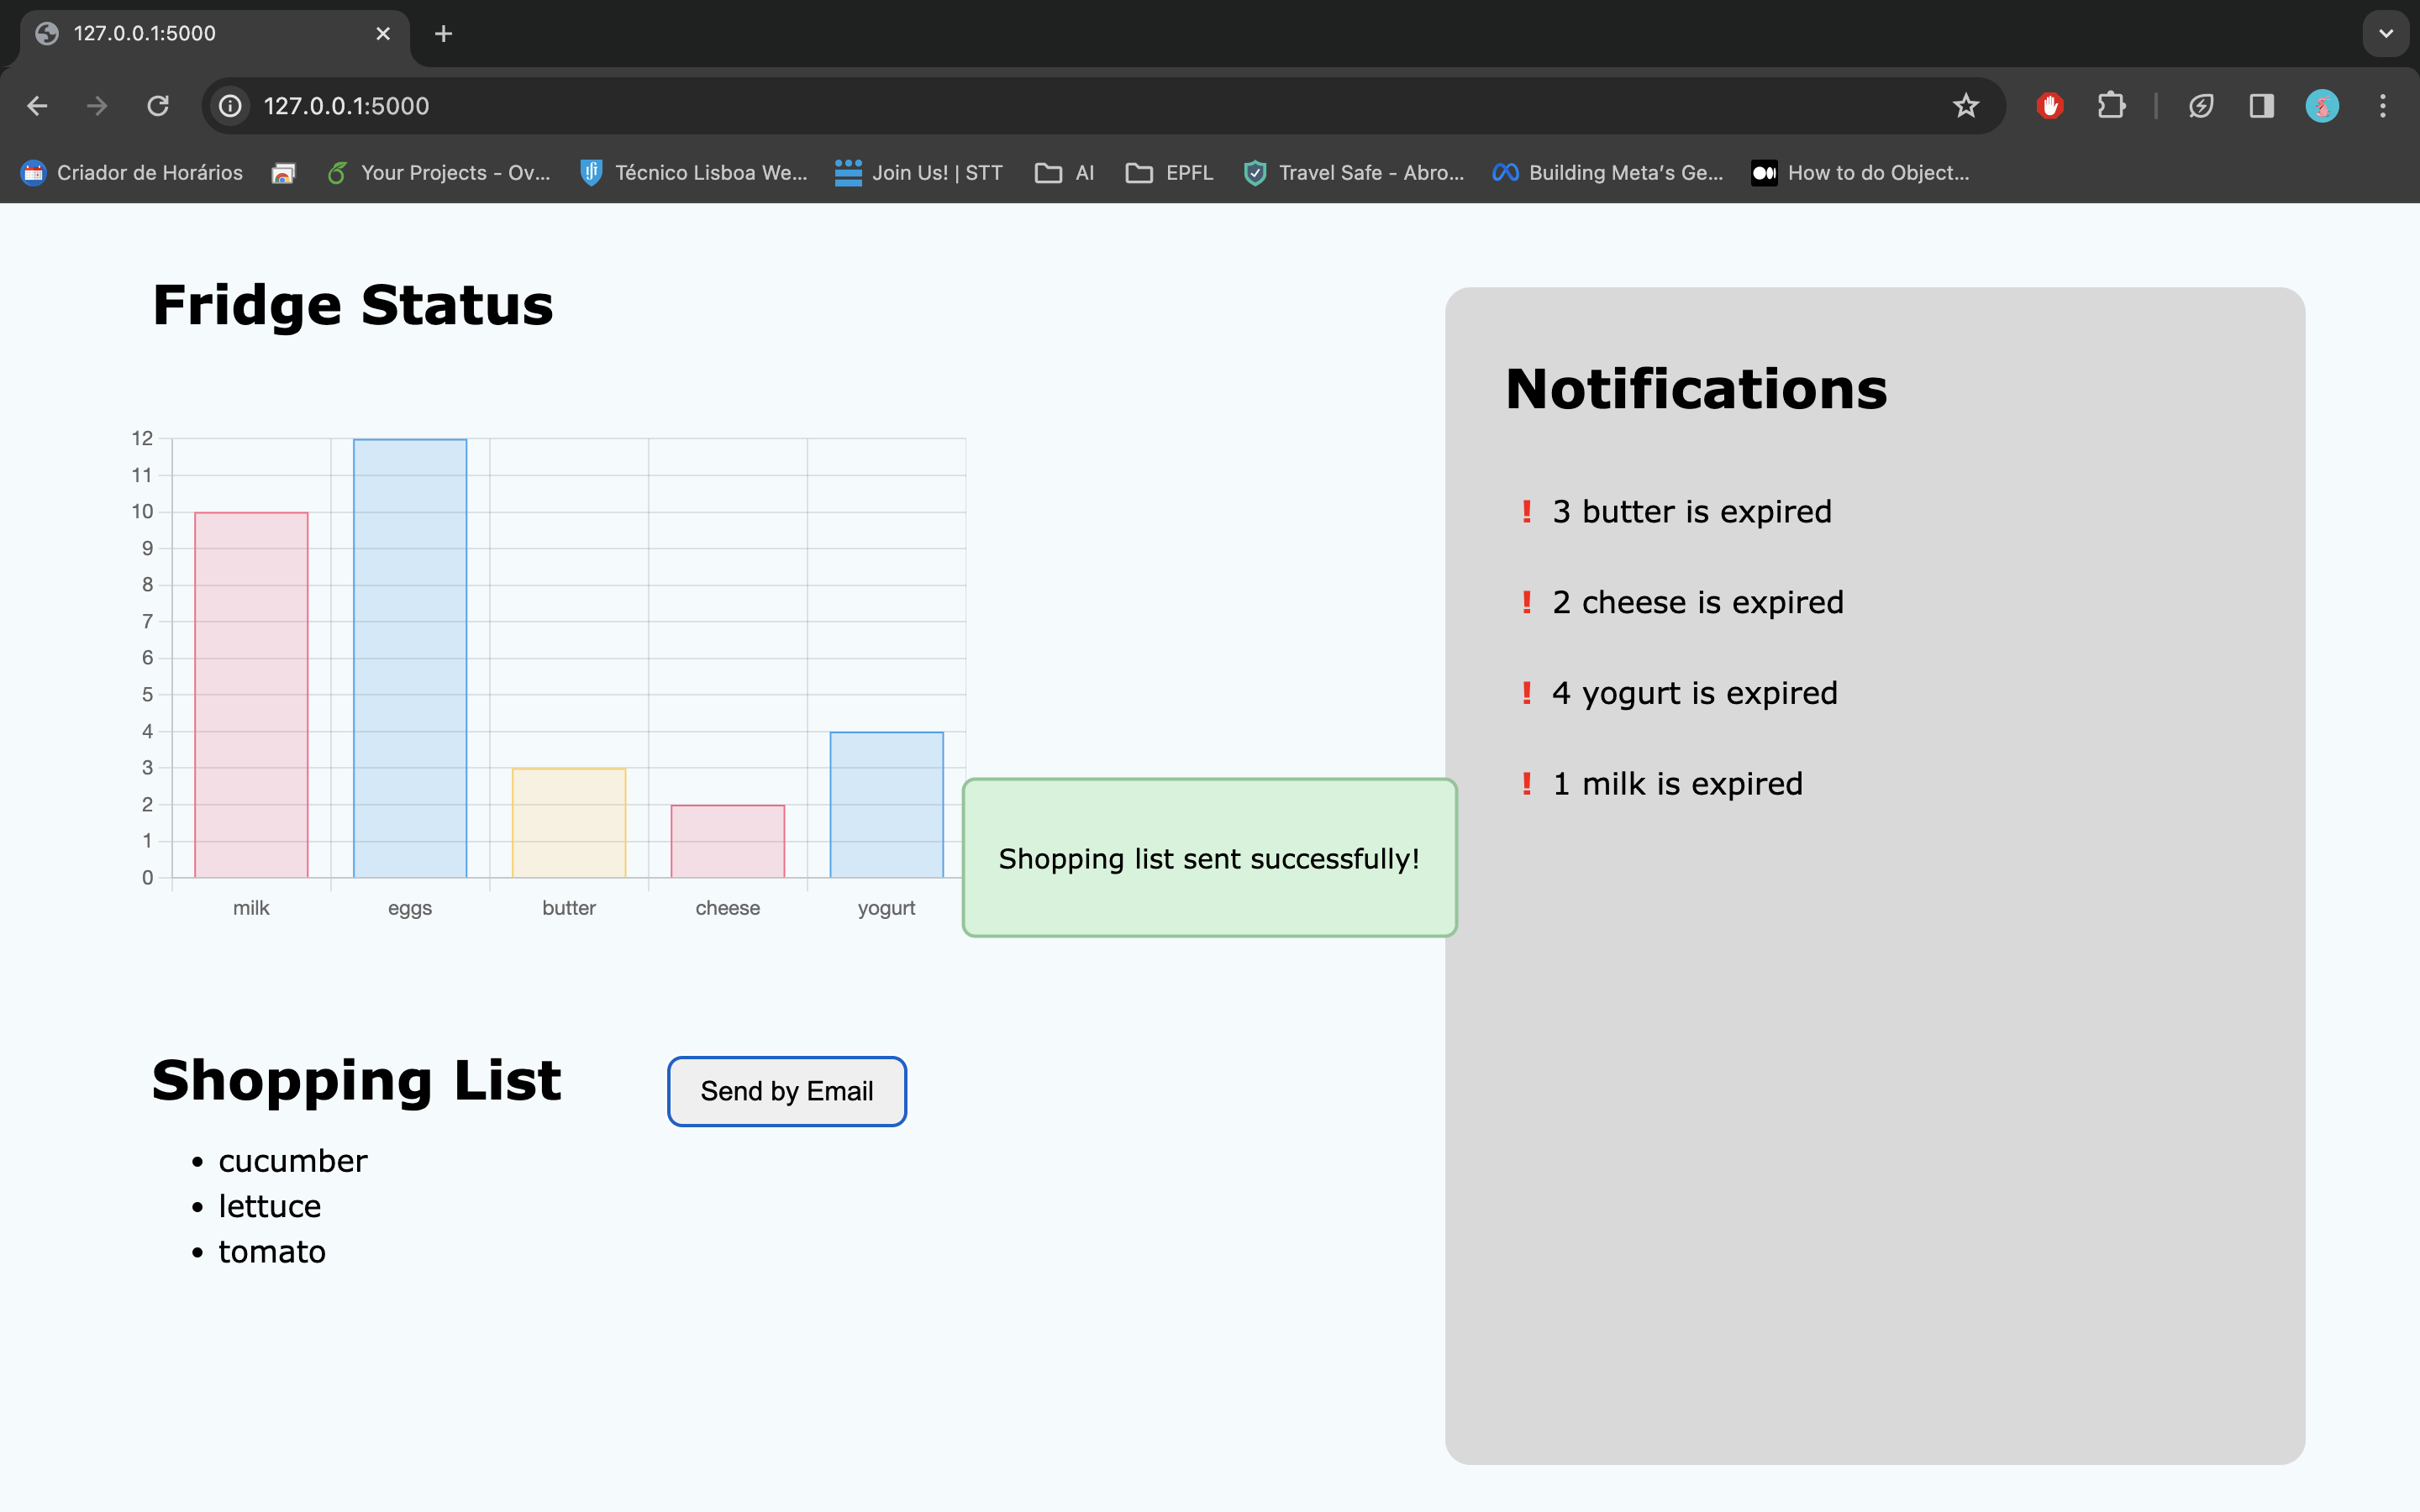 127.0.0.1:5000
127.0.0.1:5000
Criador de Horários
Your Projects - Ov...
Técnico Lisboa We...
Join Us! | STT
AI
EPFL
Travel Safe - Abro...
Building Meta's Ge...
How to do Object...
Fridge Status
12
11
10
9
8
7
6
5
4
3
2
1
0
milk eggs butter cheese yogurt
Shopping list sent successfully!
Shopping List
Send by Email
cucumber
lettuce
tomato
Notifications
! 3 butter is expired
! 2 cheese is expired
! 4 yogurt is expired
! 1 milk is expired